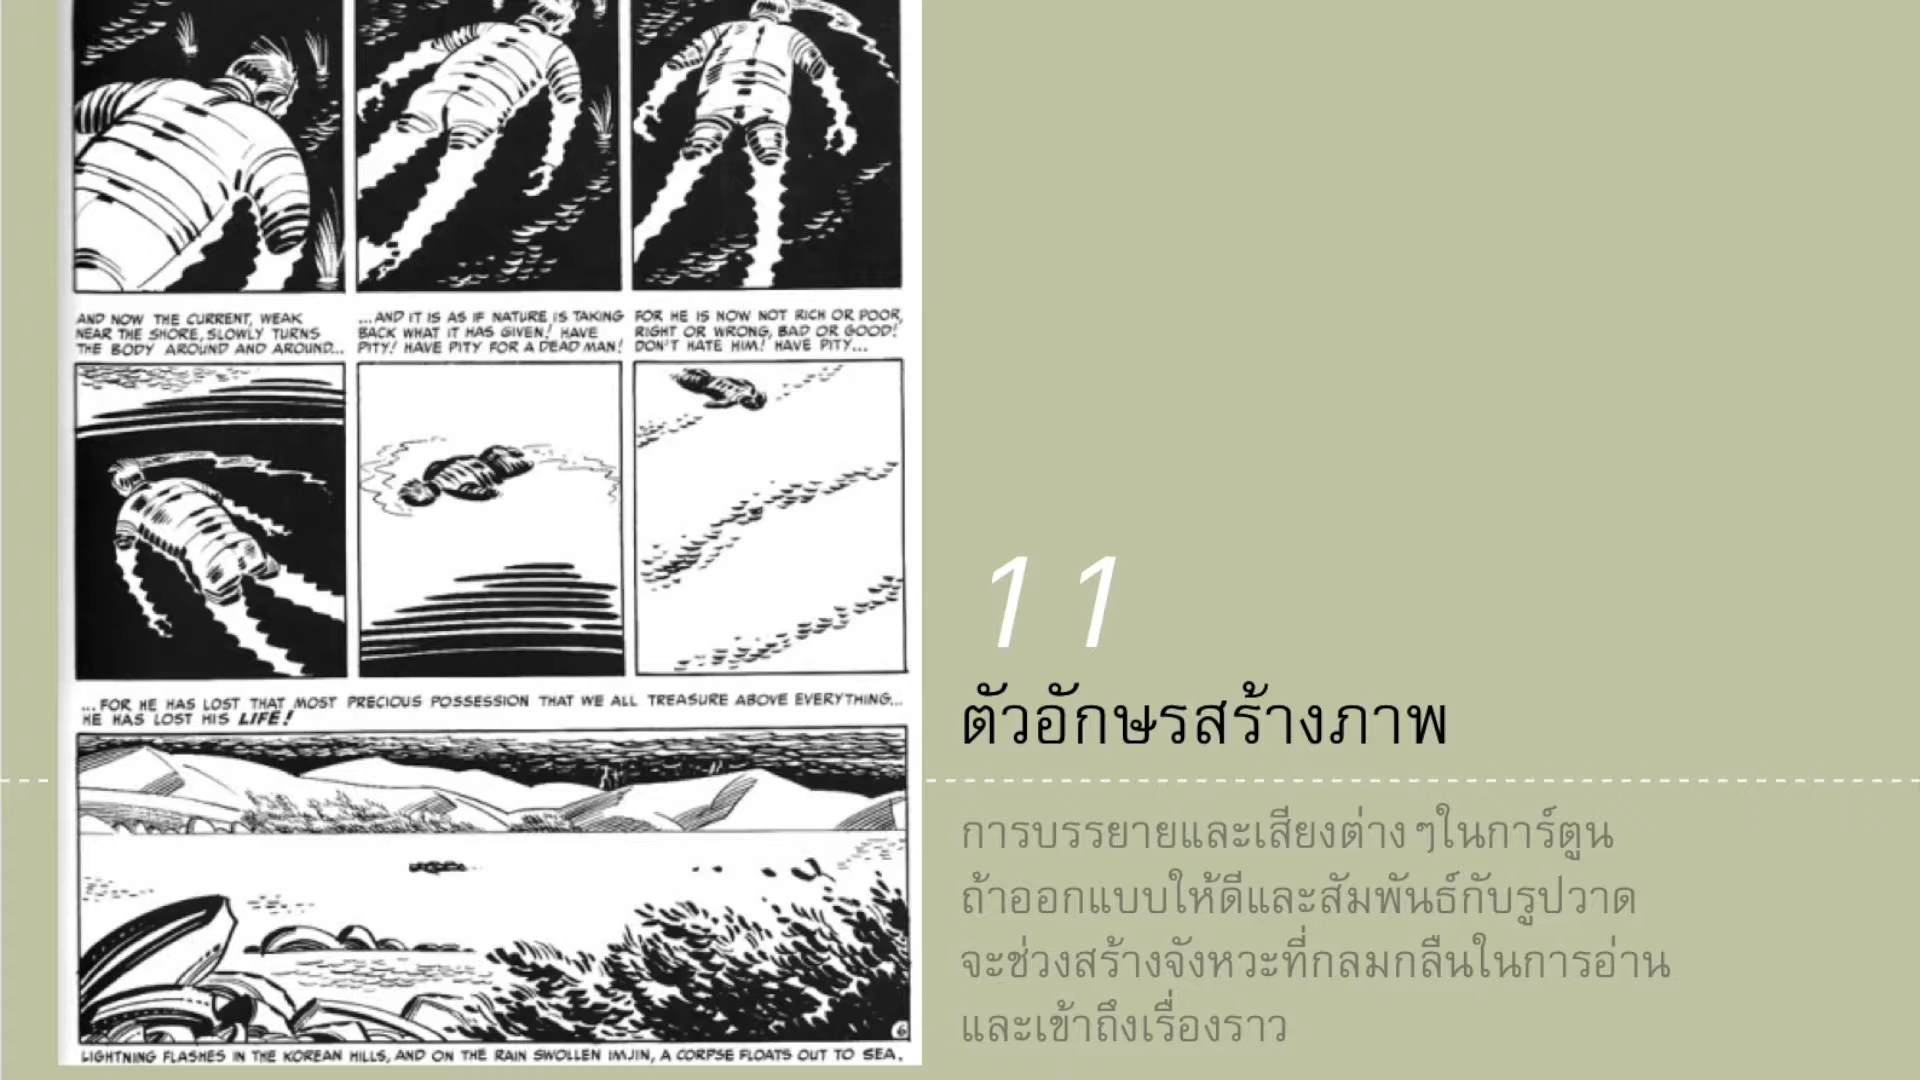 AND NOW THE CURRENT, WEAK
NEAR THE SHORE, SLOWLY TURNS
THE BODY AROUND AND AROUND...
...AND IT IS AS IF NATURE IS TAKING
BACK WHAT IT HAS GIVEN! HAVE
PITY! HAVE PITY FOR A DEAD MAN!
FOR HE IS NOW NOT RICH OR POOR,
RIGHT OR WRONG, BAD OR GOOD!
DON'T HATE HIM! HAVE PITY...
...FOR HE HAS LOST THAT MOST PRECIOUS POSSESSION THAT WE ALL TREASURE ABOVE EVERYTHING...
HE HAS LOST HIS LIFE!
6
LIGHTNING FLASHES IN THE KOREAN HILLS, AND ON THE RAIN SWOLLEN IMJIN, A CORPSE FLOATS OUT TO SEA.
11
ตัวอักษรสร้างภาพ
การบรรยายและเสียงต่าง ๆในการ์ตูน
ถ้าออกแบบให้ดีและสัมพันธ์กับรูปวาด
จะช่วงสร้างจังหวะที่กลมกลืนในการอ่าน
และเข้าถึงเรื่องราว